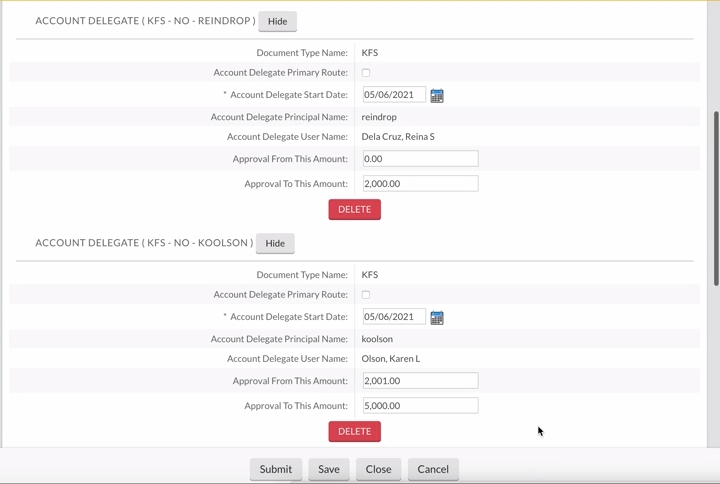 ACCOUNT DELEGATE ( KFS - NO - REINDROP ) Hide
Document Type Name: KFS
Account Delegate Primary Route:
* Account Delegate Start Date: 05/06/2021
Account Delegate Principal Name: reindrop
Account Delegate User Name: Dela Cruz, Reina S
Approval From This Amount: 0.00
Approval To This Amount: 2,000.00
DELETE
ACCOUNT DELEGATE ( KFS - NO - KOOLSON ) Hide
Document Type Name: KFS
Account Delegate Primary Route:
* Account Delegate Start Date: 05/06/2021
Account Delegate Principal Name: koolson
Account Delegate User Name: Olson, Karen L
Approval From This Amount: 2,001.00
Approval To This Amount: 5,000.00
DELETE
Submit Save Close Cancel